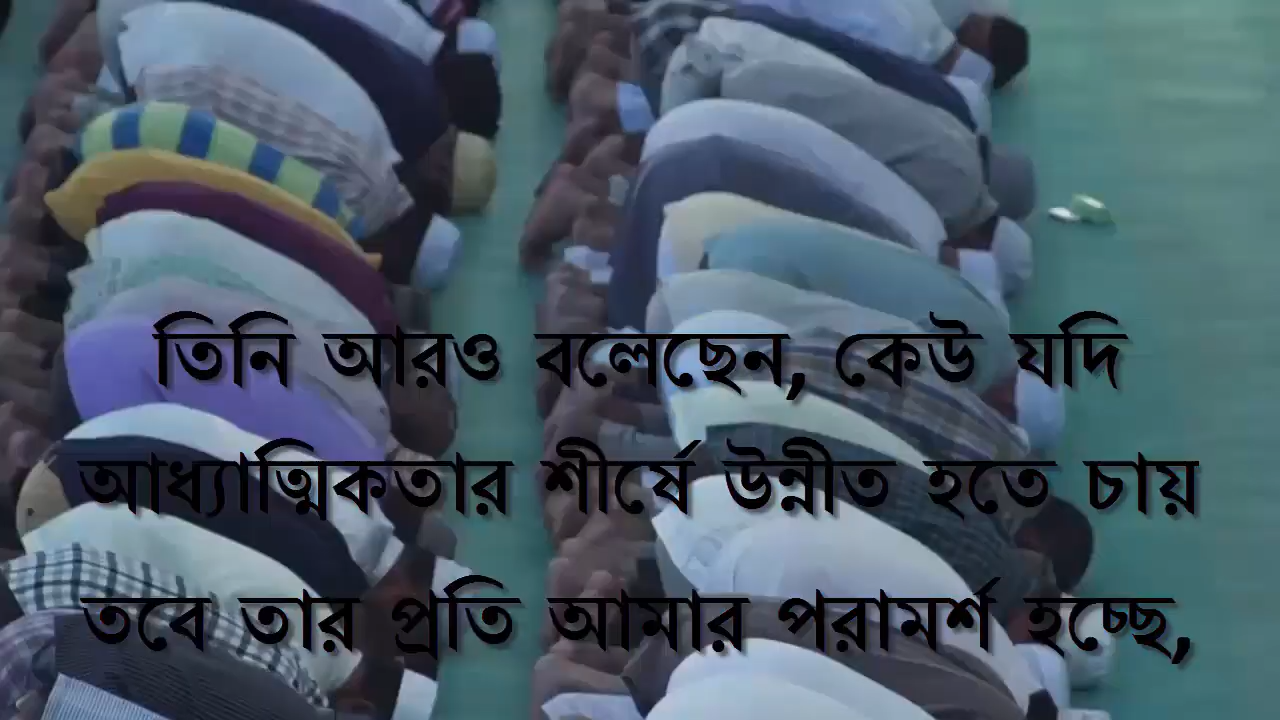 তিনি আরও বলেছেন, কেউ যদি
আধ্যাত্মিকতার শীর্ষে উন্নীত হতে চায়
তবে তার প্রতি আমার পরামর্শ হচ্ছে,